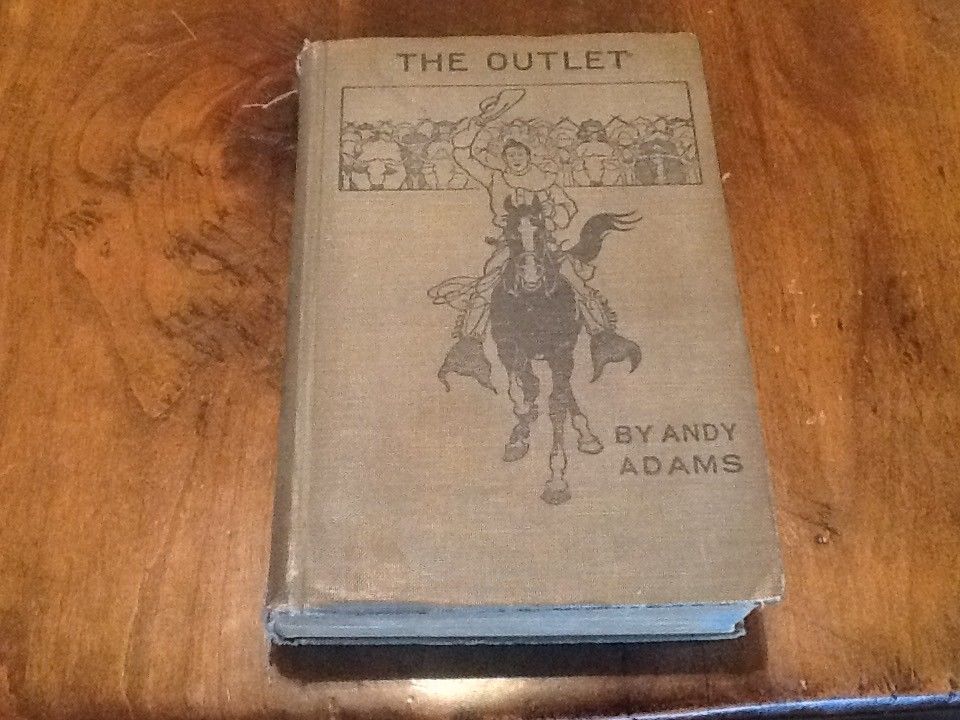 THE OUTLET
BY ANDY
ADAMS